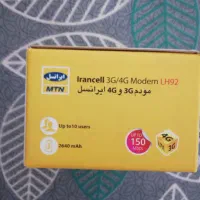 ایرانسل
MTN
Irancell 3G/4G Modem LH92
مودم 3G و 4G ایرانسل
Up to 10 users
2640 mAh
UP TO
150
4G
3G